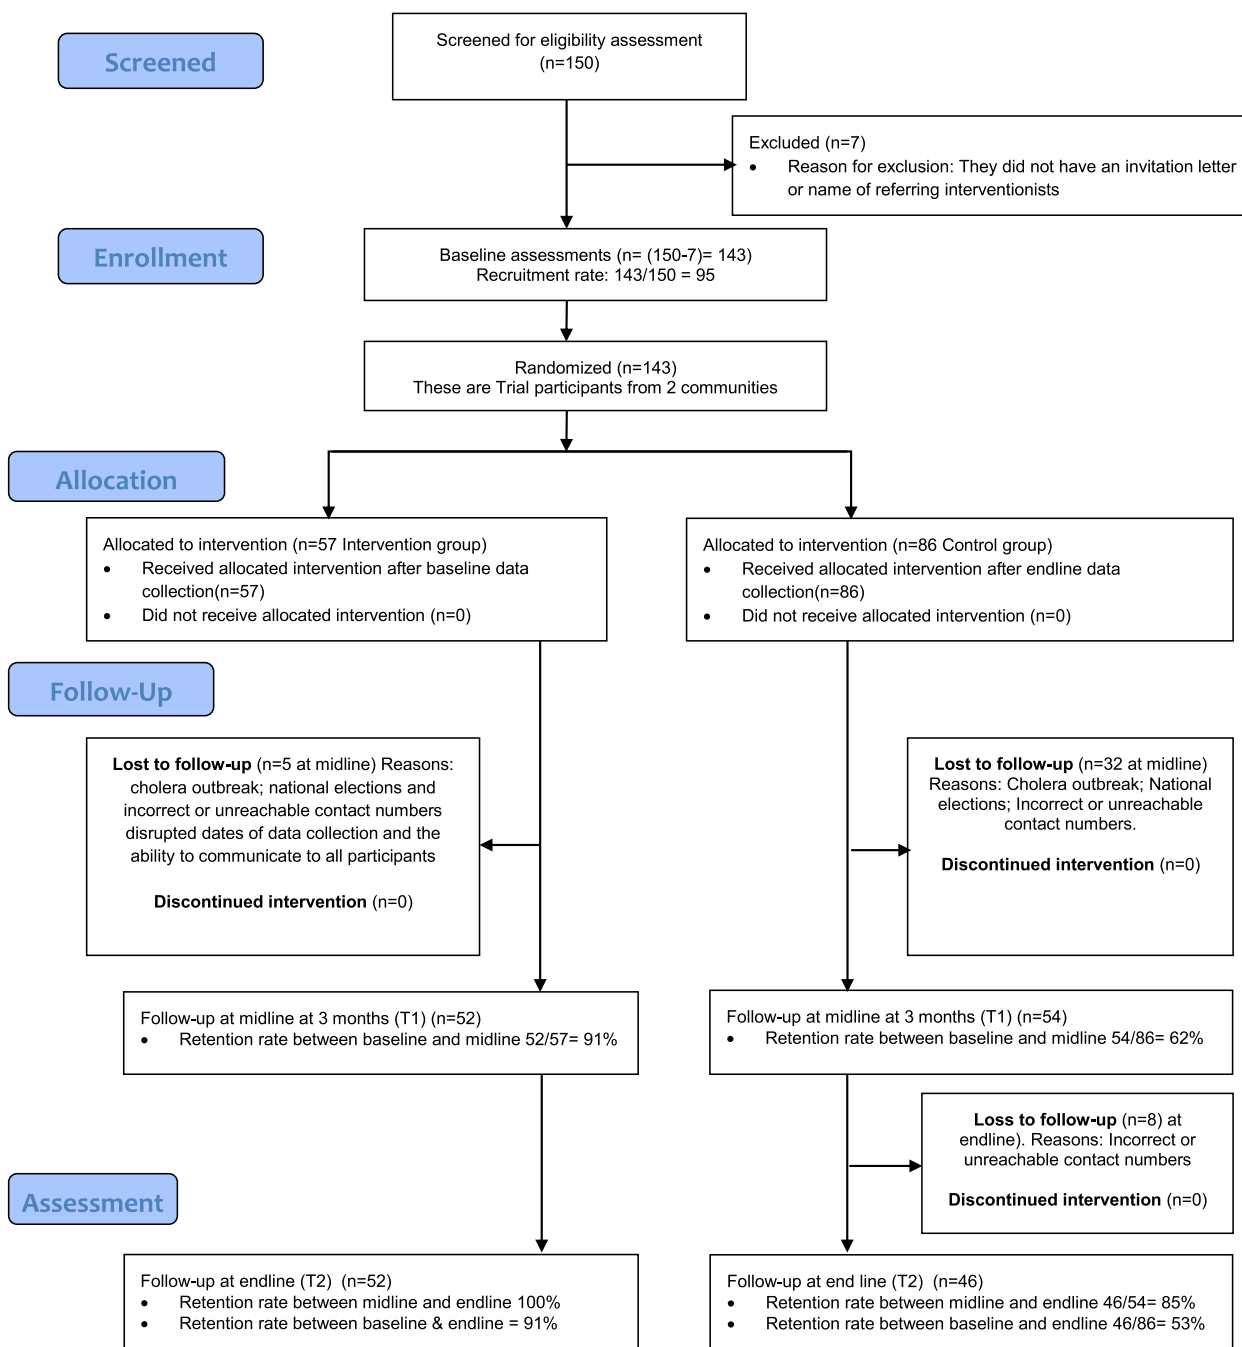 Screened
Screened for eligibility assessment
(n=150)
Excluded (n=7)
• Reason for exclusion: They did not have an invitation letter
or name of referring interventionists
Enrollment
Baseline assessments (n= (150-7)= 143)
Recruitment rate: 143/150 = 95
Randomized (n=143)
These are Trial participants from 2 communities
Allocation
Allocated to intervention (n=57 Intervention group)
• Received allocated intervention after baseline data
collection(n=57)
• Did not receive allocated intervention (n=0)
Allocated to intervention (n=86 Control group)
• Received allocated intervention after endline data
collection(n=86)
• Did not receive allocated intervention (n=0)
Follow-Up
Lost to follow-up (n=5 at midline) Reasons:
cholera outbreak; national elections and
incorrect or unreachable contact numbers
disrupted dates of data collection and the
ability to communicate to all participants
Discontinued intervention (n=0)
Lost to follow-up (n=32 at midline)
Reasons: Cholera outbreak; National
elections; Incorrect or unreachable
contact numbers.
Discontinued intervention (n=0)
Follow-up at midline at 3 months (T1) (n=52)
• Retention rate between baseline and midline 52/57= 91%
Follow-up at midline at 3 months (T1) (n=54)
• Retention rate between baseline and midline 54/86= 62%
Loss to follow-up (n=8) at
endline). Reasons: Incorrect or
unreachable contact numbers
Discontinued intervention (n=0)
Assessment
Follow-up at endline (T2) (n=52)
• Retention rate between midline and endline 100%
• Retention rate between baseline & endline = 91%
Follow-up at end line (T2) (n=46)
• Retention rate between midline and endline 46/54= 85%
• Retention rate between baseline and endline 46/86= 53%